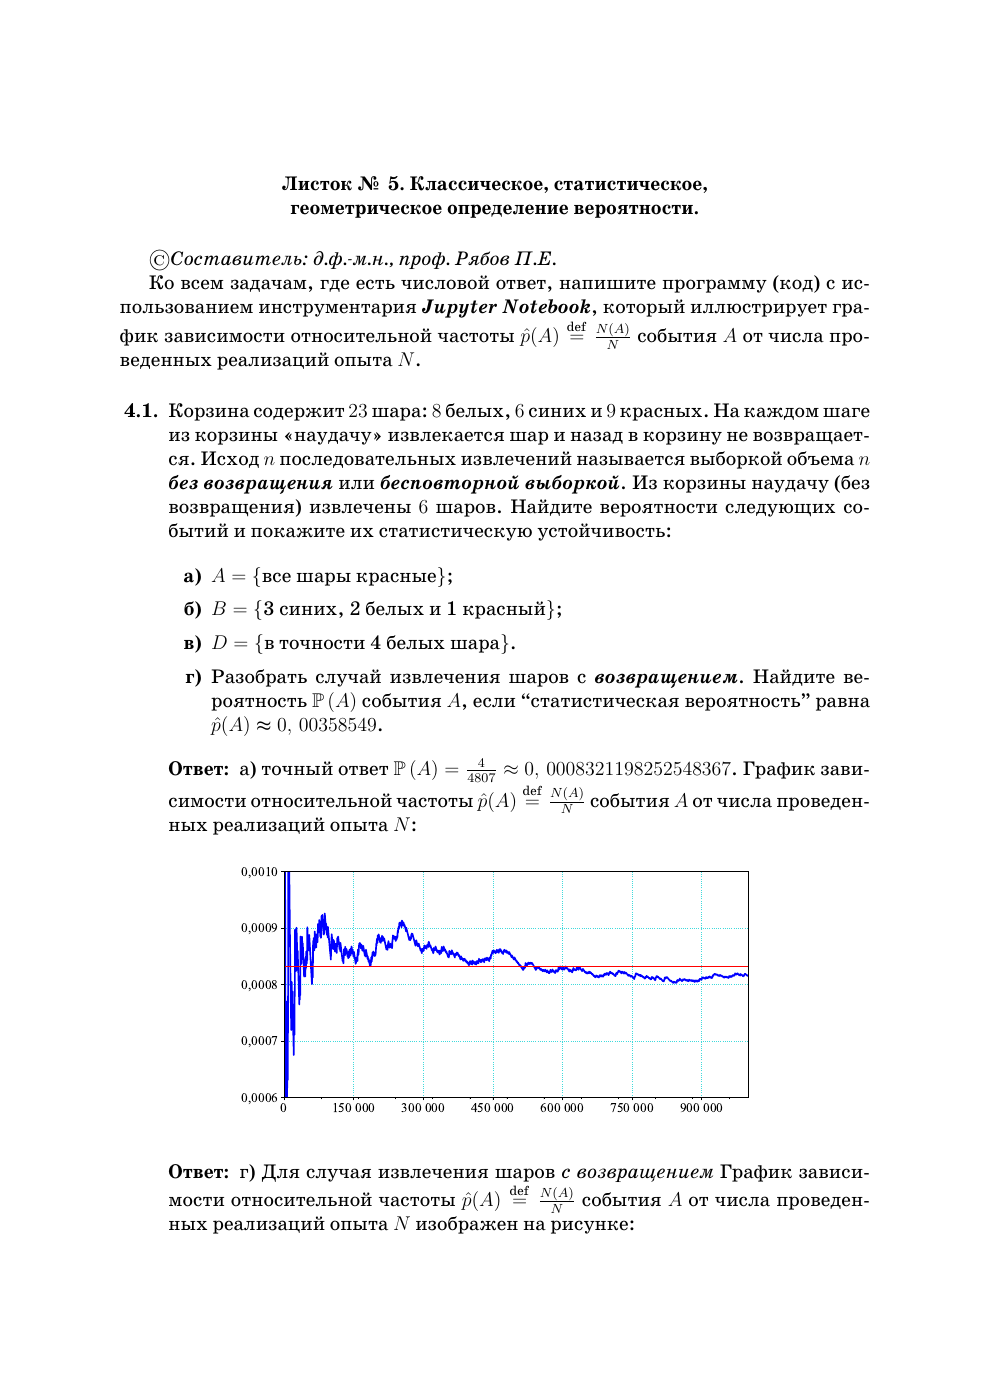 Листок № 5. Классическое, статистическое,
геометрическое определение вероятности.
©Составитель: д.ф.-м.н., проф. Рябов П.Е.
Ко всем задачам, где есть числовой ответ, напишите программу (код) с ис-
пользованием инструментария Jupyter Notebook, который иллюстрирует гра-
фик зависимости относительной частоты p̂(A) def= N(A)/N события A от числа про-
веденных реализаций опыта N.
4.1. Корзина содержит 23 шара: 8 белых, 6 синих и 9 красных. На каждом шаге
из корзины «наудачу» извлекается шар и назад в корзину не возвращает-
ся. Исход n последовательных извлечений называется выборкой объема n
без возвращения или бесповторной выборкой. Из корзины наудачу (без
возвращения) извлечены 6 шаров. Найдите вероятности следующих со-
бытий и покажите их статистическую устойчивость:
а) A = {все шары красные};
б) B = {3 синих, 2 белых и 1 красный};
в) D = {в точности 4 белых шара}.
г) Разобрать случай извлечения шаров с возвращением. Найдите ве-
роятность ℙ(A) события A, если “статистическая вероятность” равна
p̂(A) ≈ 0, 00358549.
Ответ: а) точный ответ ℙ(A) = 4/4807 ≈ 0, 0008321198252548367. График зави-
симости относительной частоты p̂(A) def= N(A)/N события A от числа проведен-
ных реализаций опыта N:
0,0010
0,0009
0,0008
0,0007
0,0006
0 150 000 300 000 450 000 600 000 750 000 900 000
Ответ: г) Для случая извлечения шаров с возвращением График зависи-
мости относительной частоты p̂(A) def= N(A)/N события A от числа проведен-
ных реализаций опыта N изображен на рисунке: